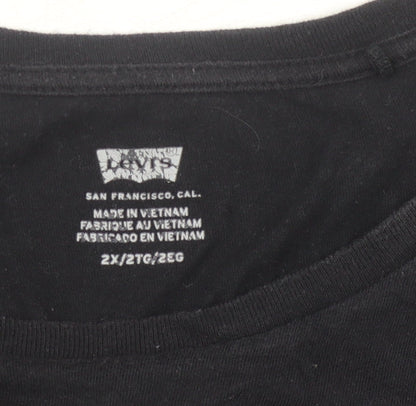 Levi's
SAN FRANCISCO, CAL.
MADE IN VIETNAM
FABRIQUE AU VIETNAM
FABRICADO EN VIETNAM
2X/2TG/2EG